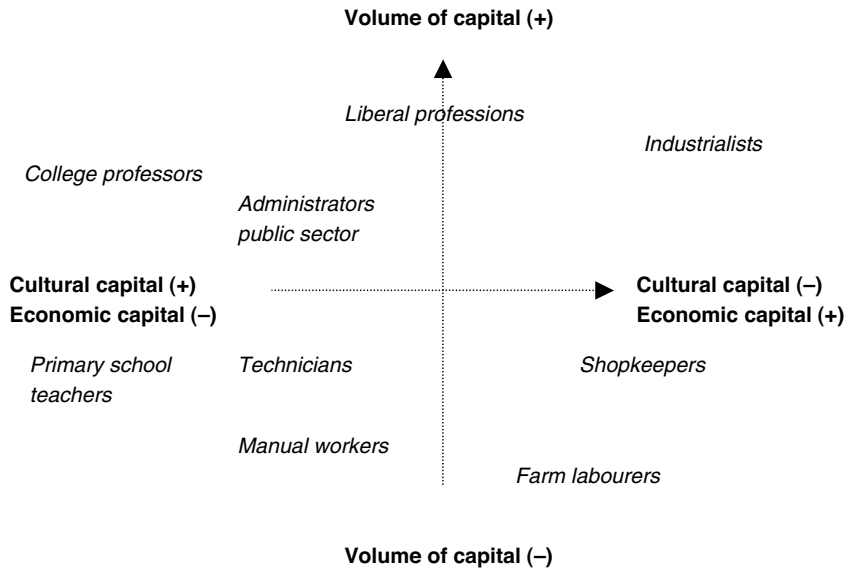 Volume of capital (+)
Liberal professions
Industrialists
College professors
Administrators
public sector
Cultural capital (+)
Economic capital (–)
Cultural capital (–)
Economic capital (+)
Primary school
teachers
Technicians
Shopkeepers
Manual workers
Farm labourers
Volume of capital (–)